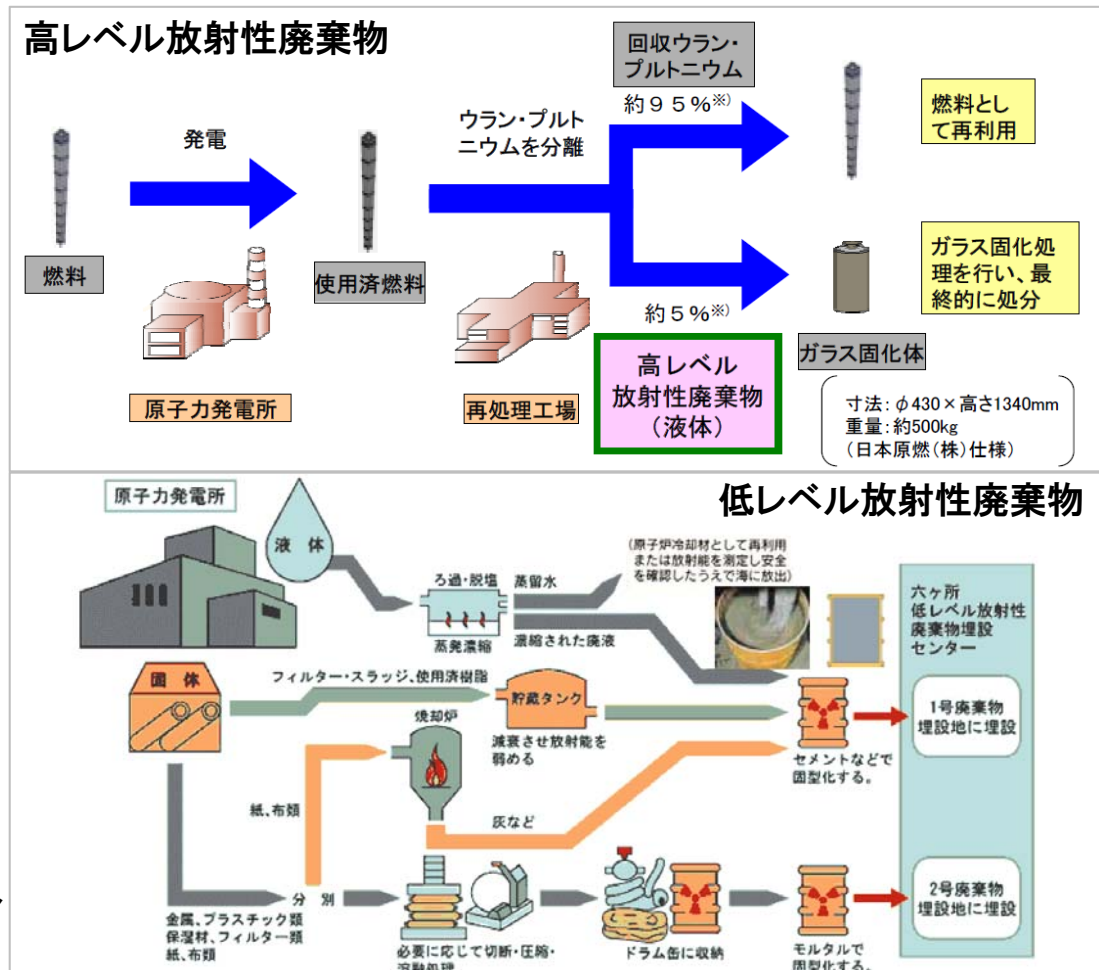 高レベル放射性廃棄物
回収ウラン・
プルトニウム
約９５%※)
燃料とし
て再利用
発電
ウラン・プルト
ニウムを分離
燃料
使用済燃料
ガラス固化処
理を行い、最
終的に処分
約５%※)
ガラス固化体
高レベル
放射性廃棄物
（液体）
原子力発電所
再処理工場
寸法：φ430×高さ1340mm
重量：約500kg
（日本原燃(株)仕様）
低レベル放射性廃棄物
原子力発電所
液体
(原子炉冷却材として再利用
または放射能を測定し安全
を確認したうえで海に放出)
ろ過・脱塩
蒸留水
蒸発濃縮
濃縮された廃液
六ヶ所
低レベル放射性
廃棄物埋設
センター
固体
フィルター・スラッジ、使用済樹脂
貯蔵タンク
焼却炉
減衰させ放射能を
弱める
1号廃棄物
埋設地に埋設
セメントなどで
固型化する。
紙、布類
灰など
分別
金属、プラスチック類
保湿材、フィルター類
紙、布類
必要に応じて切断・圧縮・
溶融処理
ドラム缶に収納
モルタルで
固型化する。
2号廃棄物
埋設地に埋設